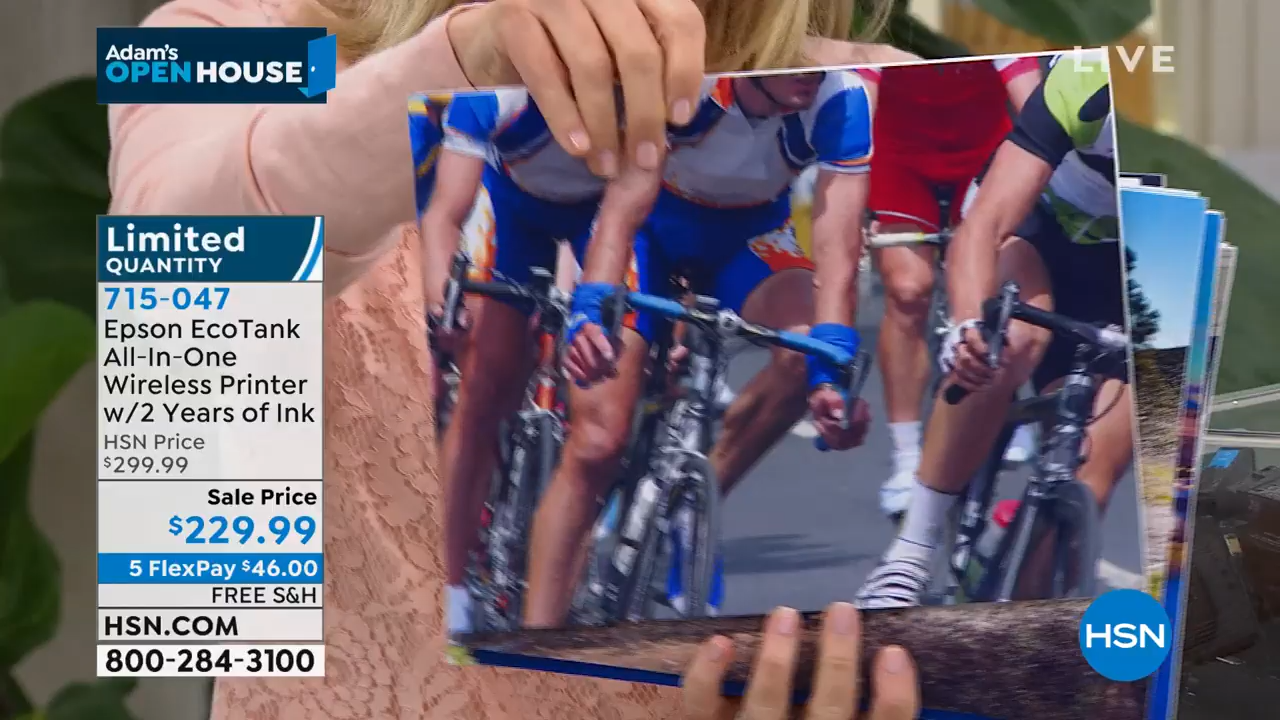 Adam's
OPEN HOUSE
LIVE
Limited
QUANTITY
715-047
Epson EcoTank
All-In-One
Wireless Printer
w/2 Years of Ink
HSN Price
$299.99
Sale Price
$229.99
5 FlexPay $46.00
FREE S&H
HSN.COM
800-284-3100
HSN